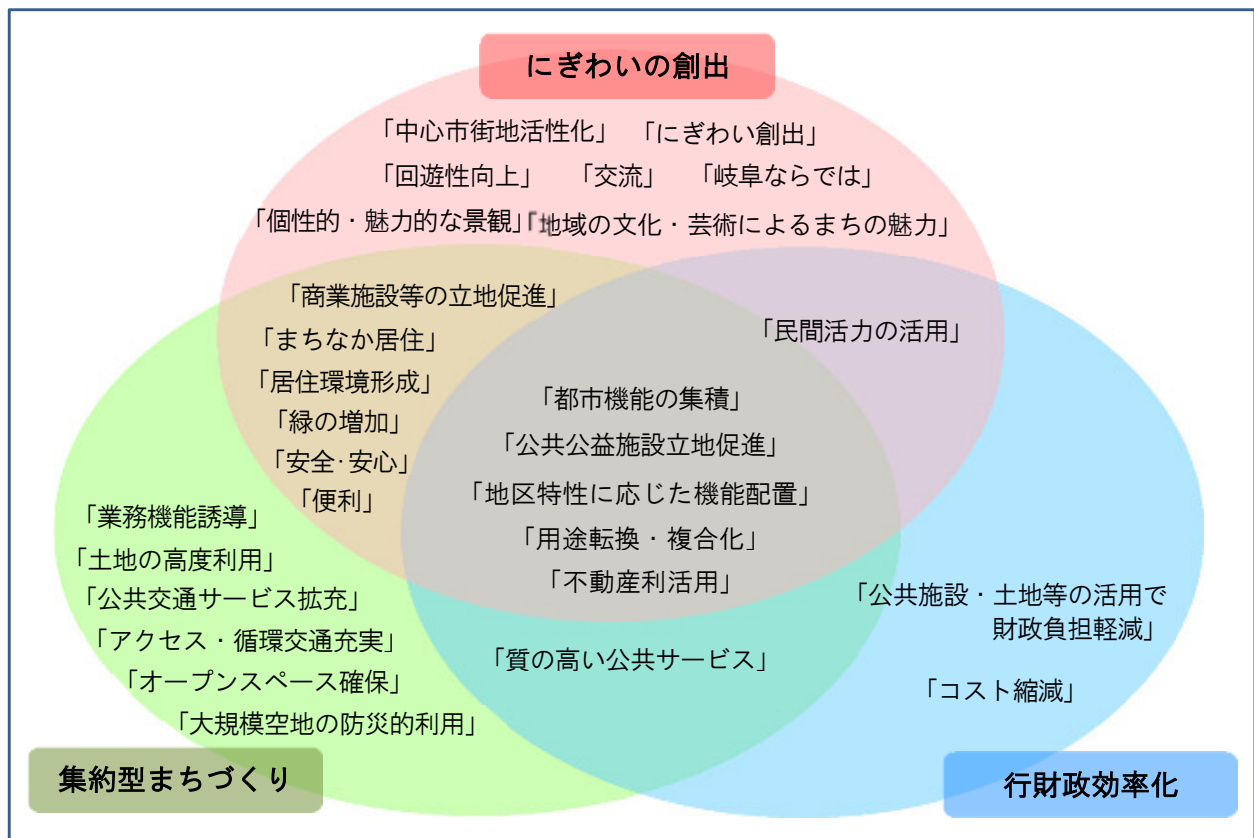 にぎわいの創出
「中心市街地活性化」 「にぎわい創出」
「回遊性向上」 「交流」 「岐阜ならでは」
「個性的・魅力的な景観」「地域の文化・芸術によるまちの魅力」
「商業施設等の立地促進」
「民間活力の活用」
「まちなか居住」
「居住環境形成」
「緑の増加」
「安全・安心」
「便利」
「都市機能の集積」
「公共公益施設立地促進」
「地区特性に応じた機能配置」
「用途転換・複合化」
「不動産利活用」
「業務機能誘導」
「土地の高度利用」
「公共交通サービス拡充」
「アクセス・循環交通充実」
「オープンスペース確保」
「大規模空地の防災的利用」
「質の高い公共サービス」
「公共施設・土地等の活用で
財政負担軽減」
「コスト縮減」
集約型まちづくり
行財政効率化